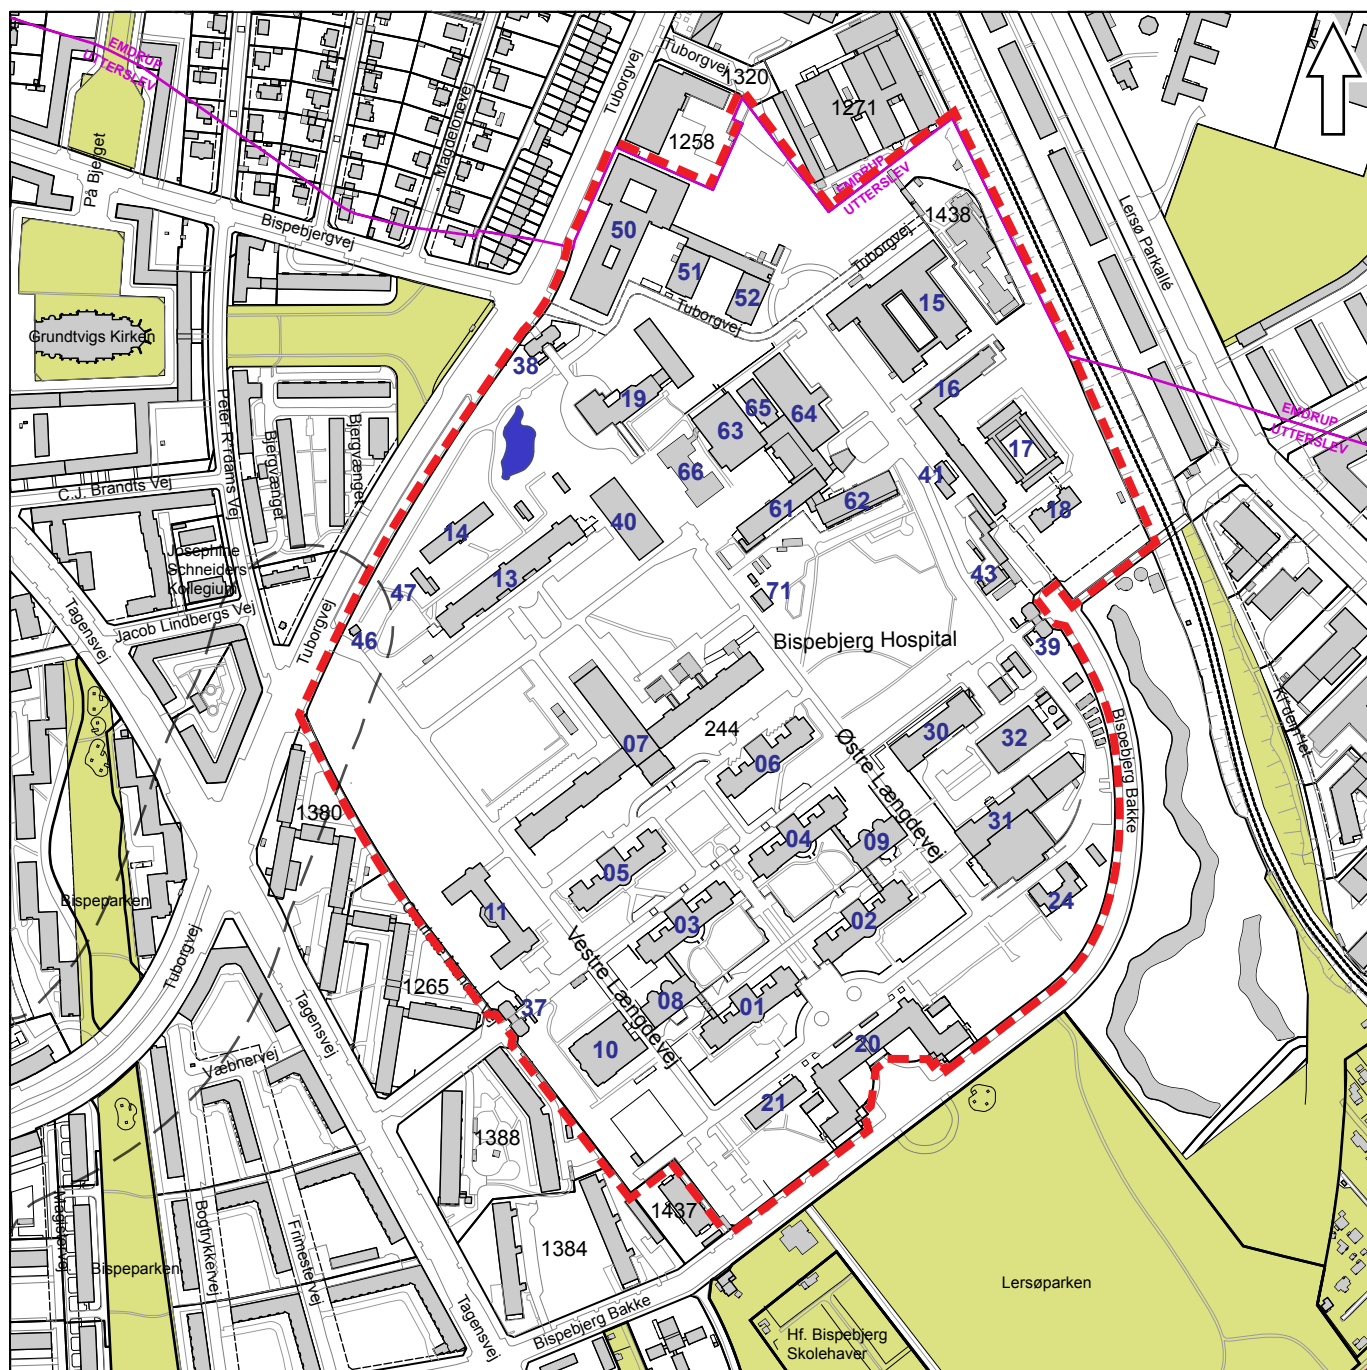 Tuborgvej
1320
EMDRUP
UTTERSLEV
Tuborgvej
1271
1258
Magdelonevej
På Bjerget
EMDRUP
UTTERSLEV
Lersø Parkallé
1438
Bispebjergvej
50
Tuborgvej
51
52
15
Tuborgvej
Grundtvigs Kirken
38
16
19
65
64
63
EMDRUP
UTTERSLEV
17
66
41
C.J. Brandts Vej
Bjergvænget
Bjergvænget
62
61
18
40
14
13
Josephine
Schneiders
Kollegium
43
47
71
Jacob Lindbergs Vej
Tagensvej
Tuborgvej
46
Bispebjerg Hospital
39
244
07
06
Østre Længdevej
30
32
Bispebjerg Bakke
1380
04
09
31
05
24
Bispeparken
11
03
02
Vestre Længdevej
Tuborgvej
1265
08
01
37
10
20
Tagensvej
Væbnervej
21
1388
1437
Magistervej
Bogtrykkervej
Frimestervej
1384
Bispeparken
Lersøparken
Tagensvej
Bispebjerg Bakke
Hf. Bispebjerg
Skolehaver